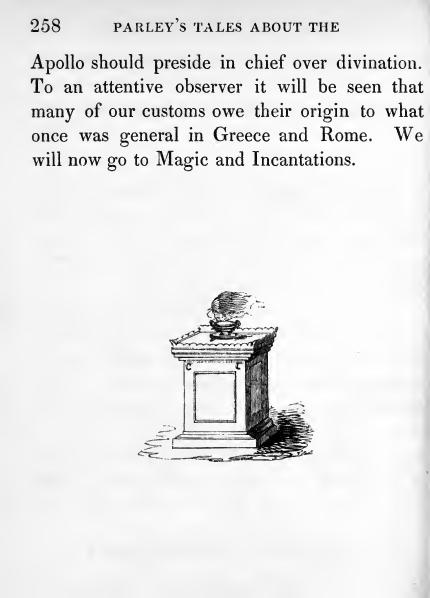 258 PARLEY'S TALES ABOUT THE
Apollo should preside in chief over divination.
To an attentive observer it will be seen that
many of our customs owe their origin to what
once was general in Greece and Rome. We
will now go to Magic and Incantations.